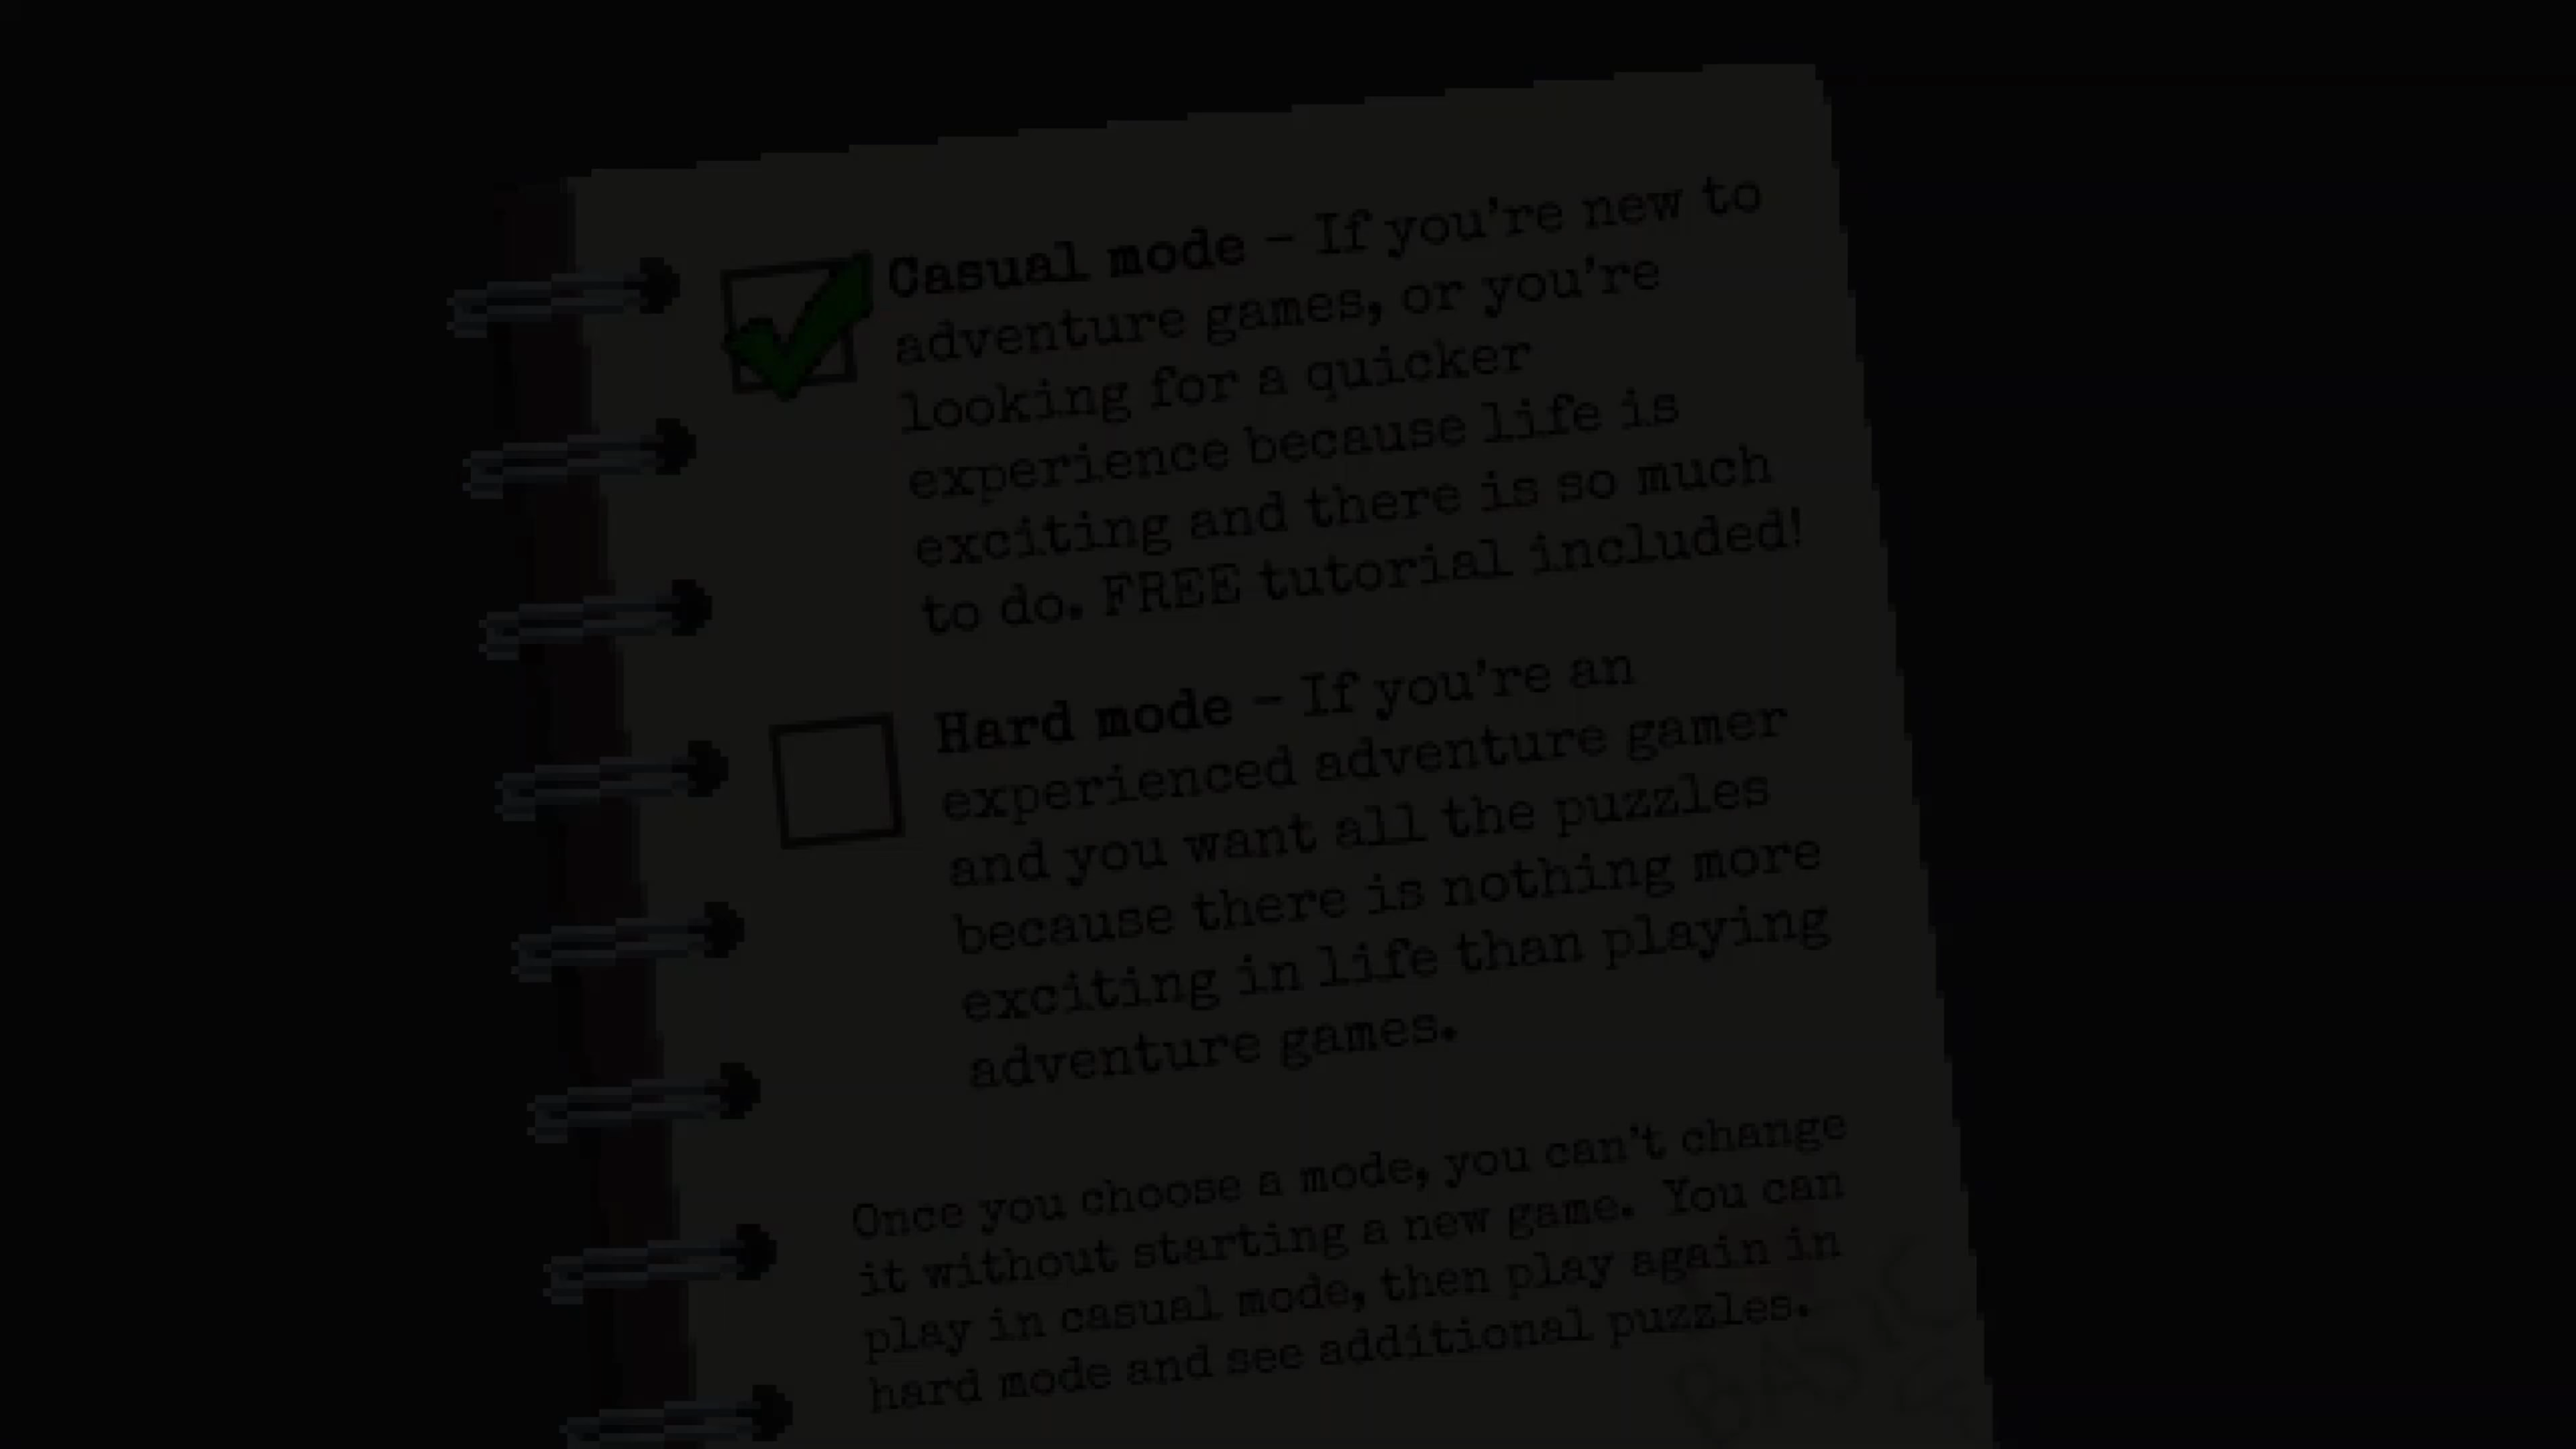 Casual mode - If you're new to
adventure games, or you're
looking for a quicker
experience because life is
exciting and there is so much
to do. FREE tutorial included!
Hard mode - If you're an
experienced adventure gamer
and you want all the puzzles
because there is nothing more
exciting in life than playing
adventure games.
Once you choose a mode, you can't change
it without starting a new game. You can
play in casual mode, then play again in
hard mode and see additional puzzles.